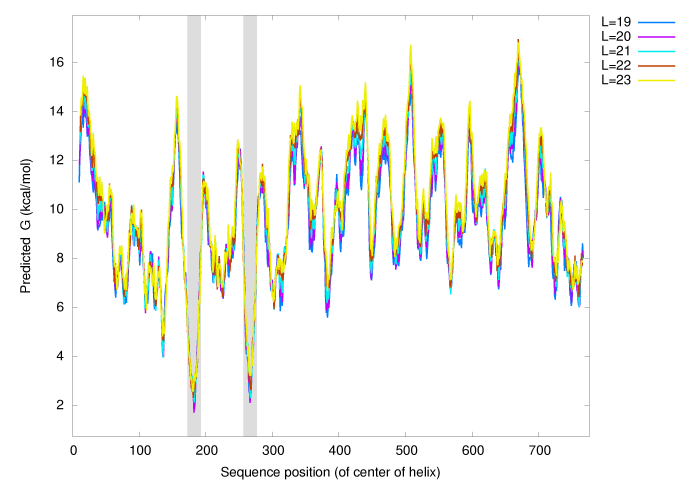 L=19
L=20
L=21
L=22
L=23
16
14
12
10
8
6
4
2
Predicted G (kcal/mol)
0 100 200 300 400 500 600 700
Sequence position (of center of helix)